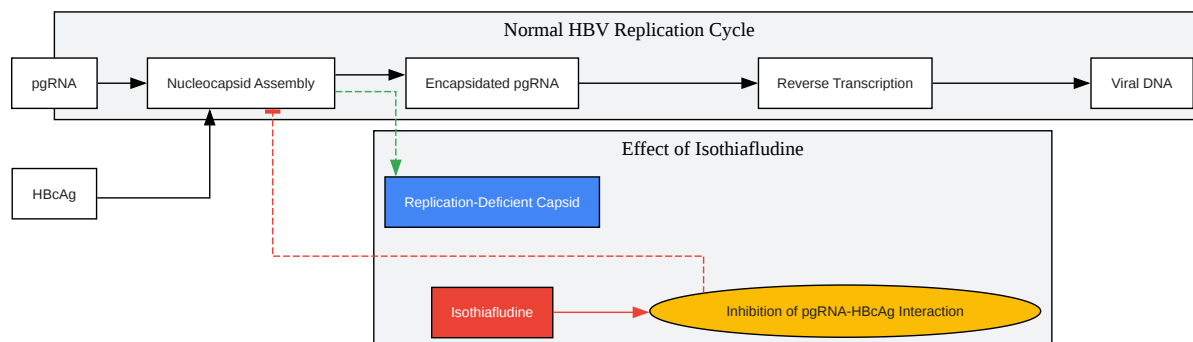 Normal HBV Replication Cycle
pgRNA
Nucleocapsid Assembly
Encapsidated pgRNA
Reverse Transcription
Viral DNA
HBcAg
Effect of Isothiafludine
Replication-Deficient Capsid
Isothiafludine
Inhibition of pgRNA-HBcAg Interaction